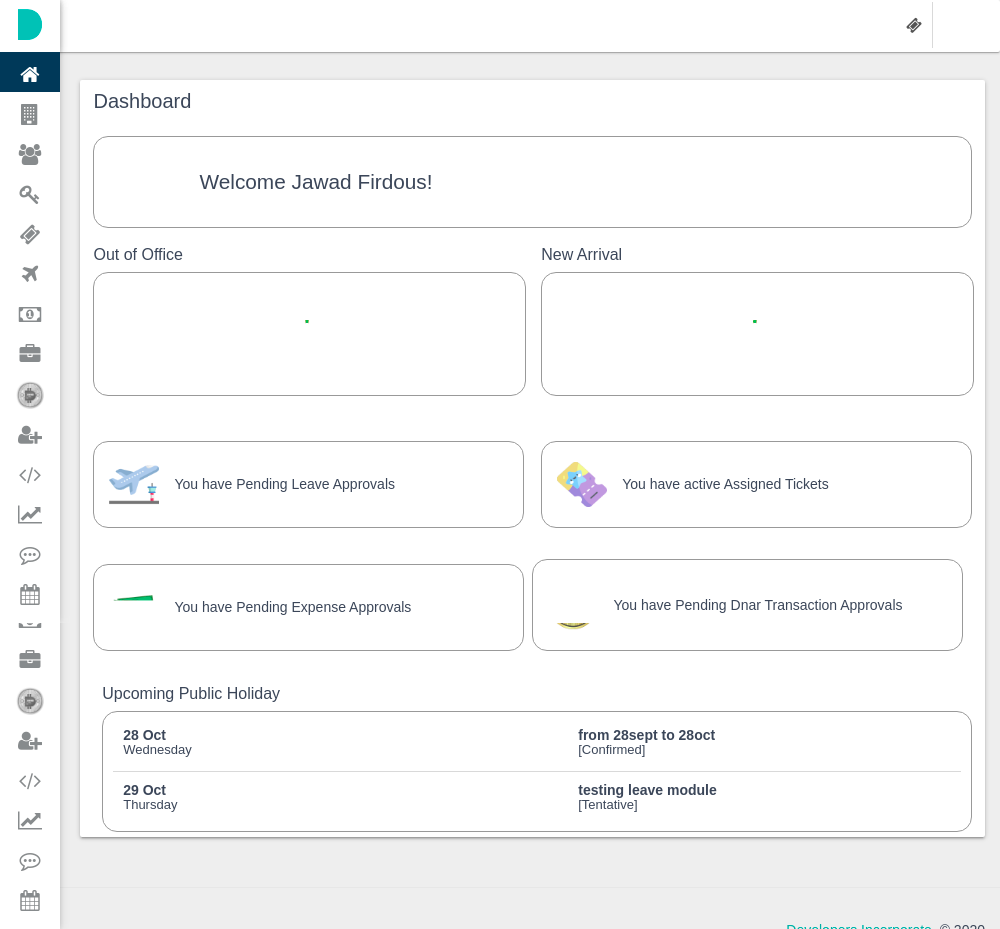 Dashboard
Welcome Jawad Firdous!
Out of Office
New Arrival
You have Pending Leave Approvals
You have active Assigned Tickets
You have Pending Expense Approvals
You have Pending Dnar Transaction Approvals
Upcoming Public Holiday
28 Oct
Wednesday
from 28sept to 28oct
[Confirmed]
29 Oct
Thursday
testing leave module
[Tentative]
Developers Incorporate. © 2020